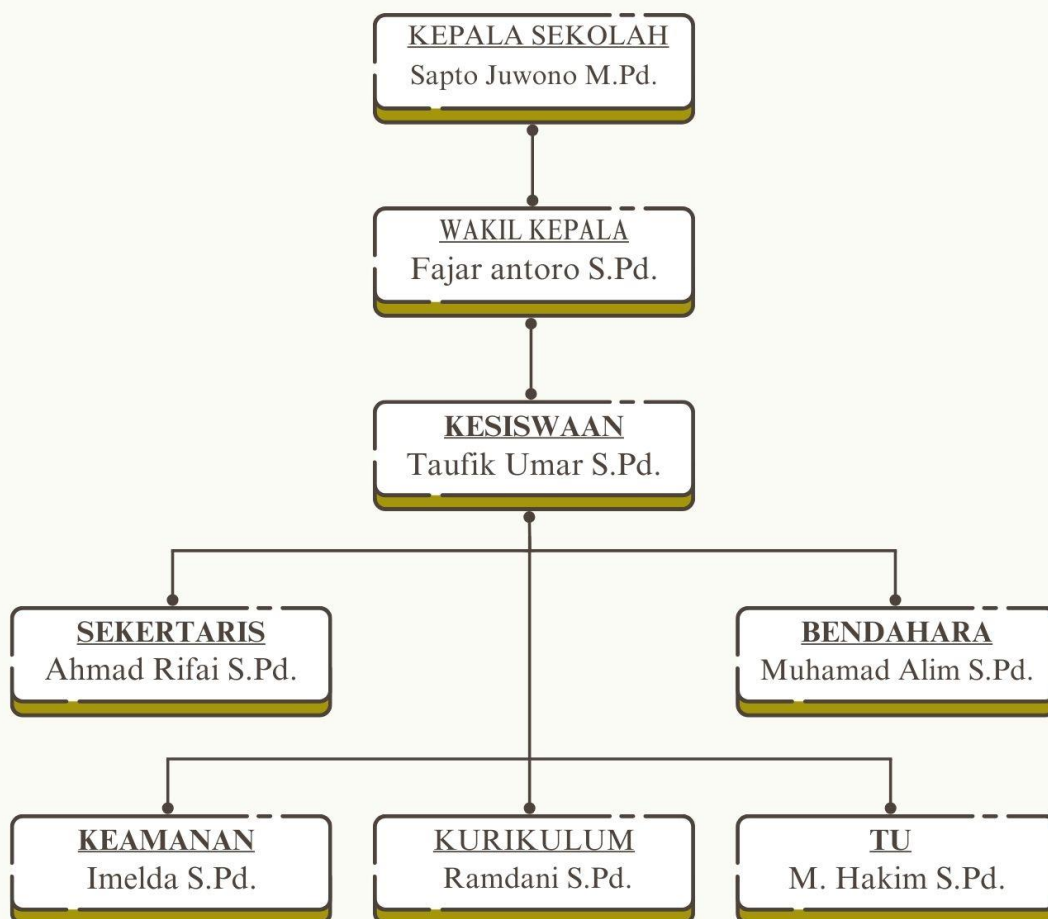 KEPALA SEKOLAH
Sapto Juwono M.Pd.
WAKIL KEPALA
Fajar antoro S.Pd.
KESISWAAN
Taufik Umar S.Pd.
SEKERTARIS
Ahmad Rifai S.Pd.
BENDAHARA
Muhamad Alim S.Pd.
KEAMANAN
Imelda S.Pd.
KURIKULUM
Ramdani S.Pd.
TU
M. Hakim S.Pd.